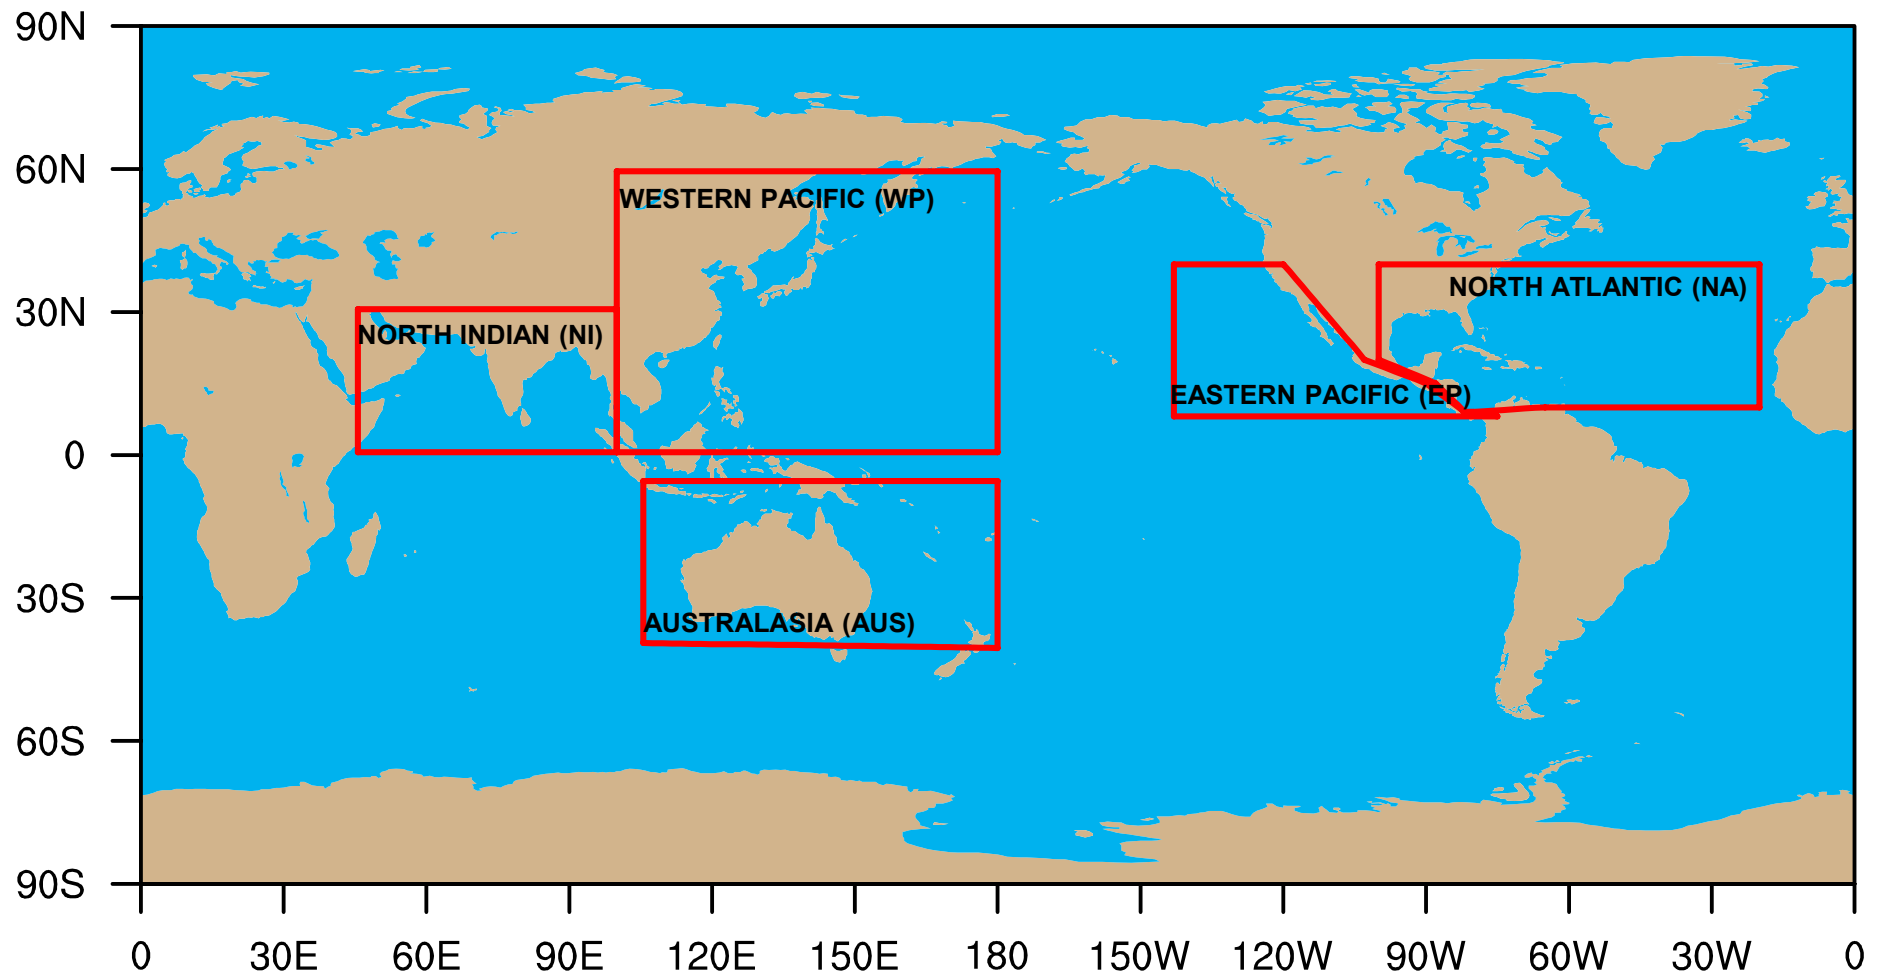 90N
60N
WESTERN PACIFIC (WP)
NORTH ATLANTIC (NA)
30N
NORTH INDIAN (NI)
EASTERN PACIFIC (EP)
0
30S
AUSTRALASIA (AUS)
60S
90S
0 30E 60E 90E 120E 150E 180 150W 120W 90W 60W 30W 0